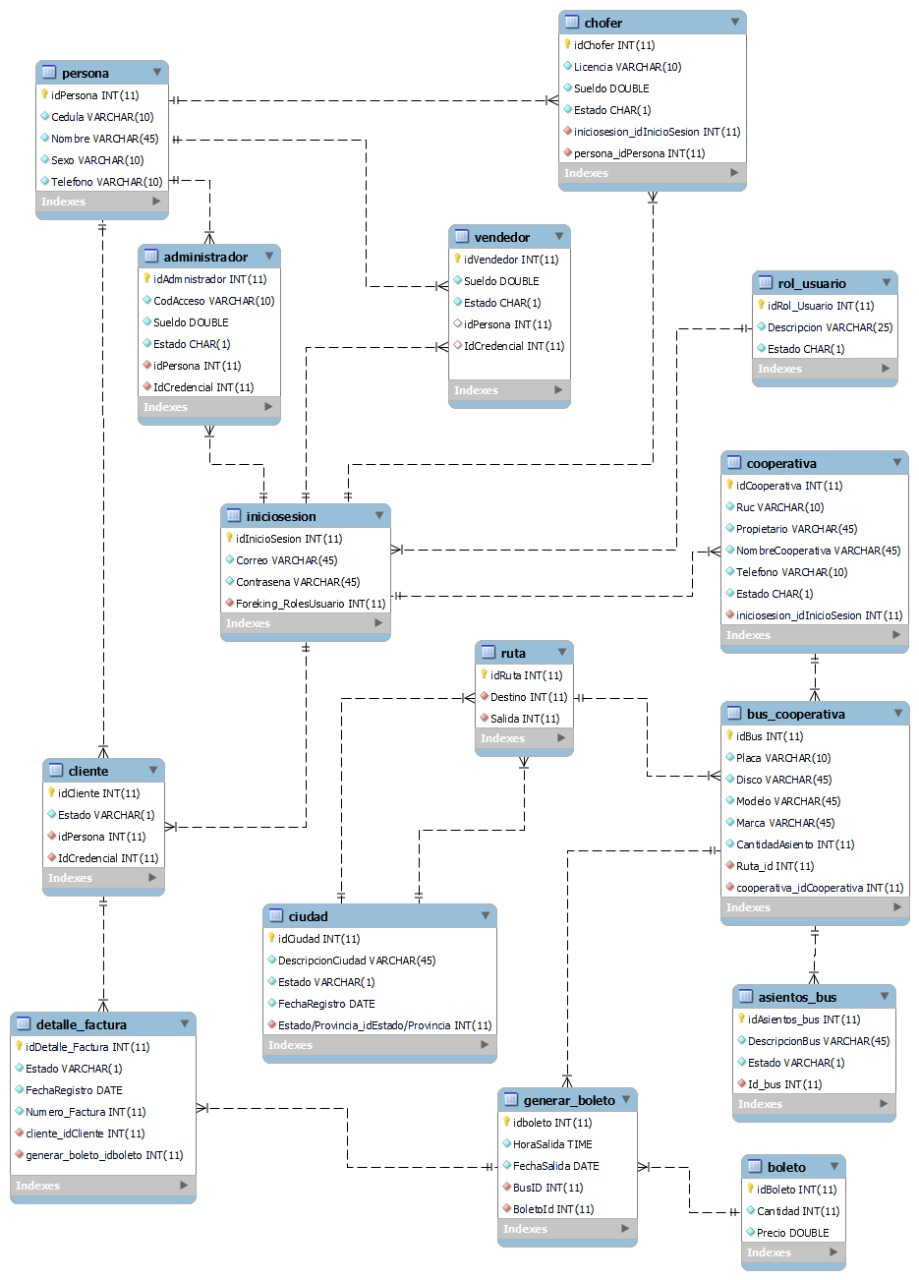 chofer
idChofer INT(11)
Licencia VARCHAR(10)
Sueldo DOUBLE
Estado CHAR(1)
iniciosesion_idInicioSesion INT(11)
persona_idPersona INT(11)
Indexes
persona
idPersona INT(11)
Cedula VARCHAR(10)
Nombre VARCHAR(45)
Sexo VARCHAR(10)
Telefono VARCHAR(10)
Indexes
administrador
idAdmnistrador INT(11)
CodAcceso VARCHAR(10)
Sueldo DOUBLE
Estado CHAR(1)
idPersona INT(11)
IdCredencial INT(11)
Indexes
vendedor
idVendedor INT(11)
Sueldo DOUBLE
Estado CHAR(1)
idPersona INT(11)
IdCredencial INT(11)
Indexes
rol_usuario
idRol_Usuario INT(11)
Descripcion VARCHAR(25)
Estado CHAR(1)
Indexes
iniciosesion
idInicioSesion INT(11)
Correo VARCHAR(45)
Contrasena VARCHAR(45)
Foreking_RolesUsuario INT(11)
Indexes
cooperativa
idCooperativa INT(11)
Ruc VARCHAR(10)
Propietario VARCHAR(45)
NombreCooperativa VARCHAR(45)
Telefono VARCHAR(10)
Estado CHAR(1)
iniciosesion_idInicioSesion INT(11)
Indexes
ruta
idRuta INT(11)
Destino INT(11)
Salida INT(11)
Indexes
bus_cooperativa
idBus INT(11)
Placa VARCHAR(10)
Disco VARCHAR(45)
Modelo VARCHAR(45)
Marca VARCHAR(45)
CantidadAsiento INT(11)
Ruta_id INT(11)
cooperativa_idCooperativa INT(11)
Indexes
cliente
idCliente INT(11)
Estado VARCHAR(1)
idPersona INT(11)
IdCredencial INT(11)
Indexes
ciudad
idCiudad INT(11)
DescripcionCiudad VARCHAR(45)
Estado VARCHAR(1)
FechaRegistro DATE
Estado/Provincia_idEstado/Provincia INT(11)
Indexes
asientos_bus
idAsientos_bus INT(11)
DescripcionBus VARCHAR(45)
Estado VARCHAR(1)
Id_bus INT(11)
Indexes
detalle_factura
idDetalle_Factura INT(11)
Estado VARCHAR(1)
FechaRegistro DATE
Numero_Factura INT(11)
cliente_idCliente INT(11)
generar_boleto_idboleto INT(11)
Indexes
generar_boleto
idboleto INT(11)
HoraSalida TIME
FechaSalida DATE
BusID INT(11)
BoletoId INT(11)
Indexes
boleto
idBoleto INT(11)
Cantidad INT(11)
Precio DOUBLE
Indexes